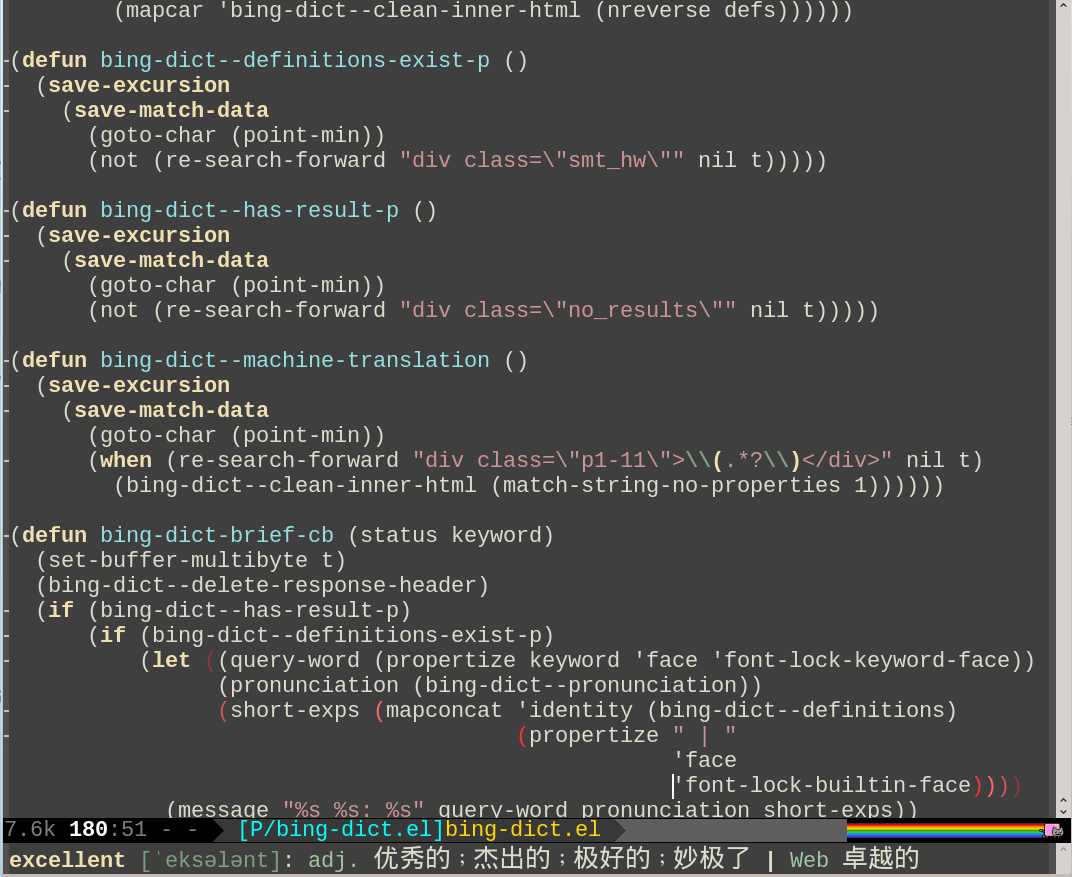 (mapcar 'bing-dict--clean-inner-html (nreverse defs))))))
(defun bing-dict--definitions-exist-p ()
(save-excursion
(save-match-data
(goto-char (point-min))
(not (re-search-forward "div class=\"smt_hw\"" nil t)))))
(defun bing-dict--has-result-p ()
(save-excursion
(save-match-data
(goto-char (point-min))
(not (re-search-forward "div class=\"no_results\"" nil t)))))
(defun bing-dict--machine-translation ()
(save-excursion
(save-match-data
(goto-char (point-min))
(when (re-search-forward "div class=\"p1-11\">\\(.*?\\)</div>" nil t)
(bing-dict--clean-inner-html (match-string-no-properties 1))))))
(defun bing-dict-brief-cb (status keyword)
(set-buffer-multibyte t)
(bing-dict--delete-response-header)
(if (bing-dict--has-result-p)
(if (bing-dict--definitions-exist-p)
(let ((query-word (propertize keyword 'face 'font-lock-keyword-face))
(pronunciation (bing-dict--pronunciation))
(short-exps (mapconcat 'identity (bing-dict--definitions)
(propertize " | "
'face
'font-lock-builtin-face))))
(message "%s %s: %s" query-word pronunciation short-exps))
7.6k 180:51 - - [P/bing-dict.el]bing-dict.el
excellent [ˈeksələnt]: adj. 优秀的；杰出的；极好的；妙极了 | Web 卓越的